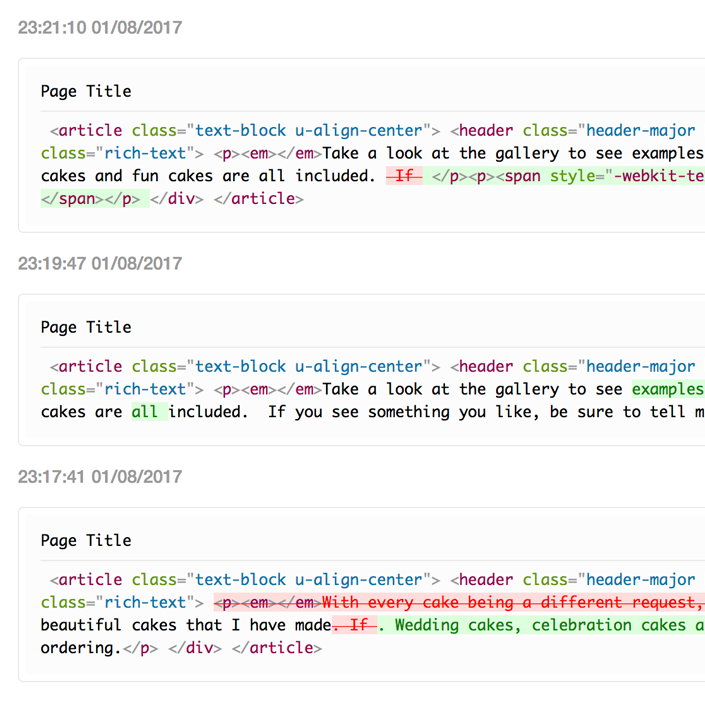 23:21:10 01/08/2017
Page Title
<article class="text-block u-align-center"> <header class="header-major
class="rich-text"> <p><em></em>Take a look at the gallery to see examples
cakes and fun cakes are all included. If </p><p><span style="-webkit-te
</span></p> </div> </article>
23:19:47 01/08/2017
Page Title
<article class="text-block u-align-center"> <header class="header-major
class="rich-text"> <p><em></em>Take a look at the gallery to see examples
cakes are all included.  If you see something you like, be sure to tell m
23:17:41 01/08/2017
Page Title
<article class="text-block u-align-center"> <header class="header-major
class="rich-text"> <p><em></em>With every cake being a different request,
beautiful cakes that I have made. If . Wedding cakes, celebration cakes a
ordering.</p> </div> </article>